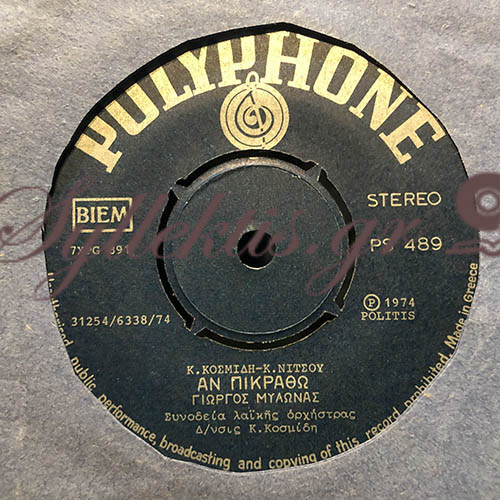 POLYPHONE
BIEM
STEREO
PS 489
31254/6338/74
Ⓟ 1974
POLITIS
Κ.ΚΟΣΜΙΔΗ-Κ.ΝΙΤΣΟΥ
ΑΝ ΠΙΚΡΑΘΩ
ΓΙΩΡΓΟΣ ΜΥΛΩΝΑΣ
Συνοδεία λαϊκῆς ὀρχήστρας
Δ/νσις Κ.Κοσμίδη
public performance, broadcasting and copying of this record prohibited. Made in Greece
Syllektis.gr